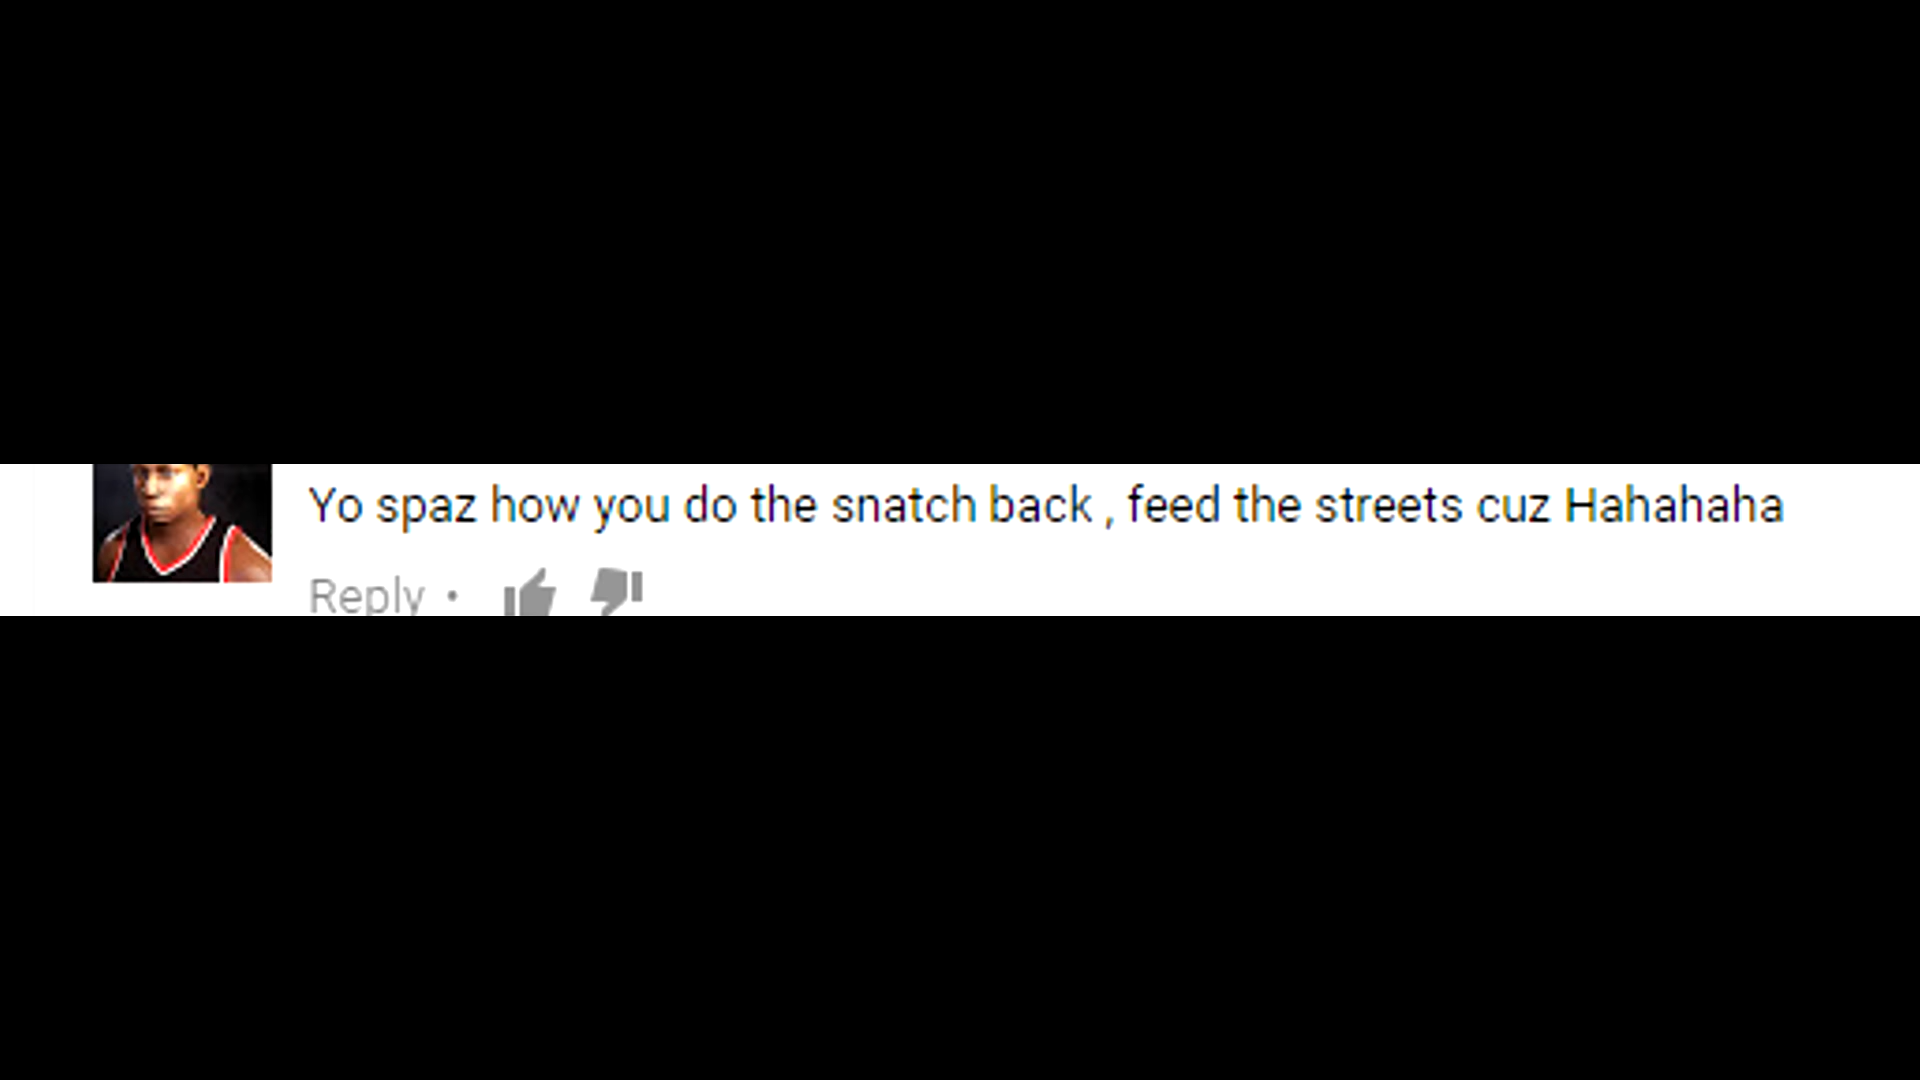 Yo spaz how you do the snatch back , feed the streets cuz Hahahaha
Reply •